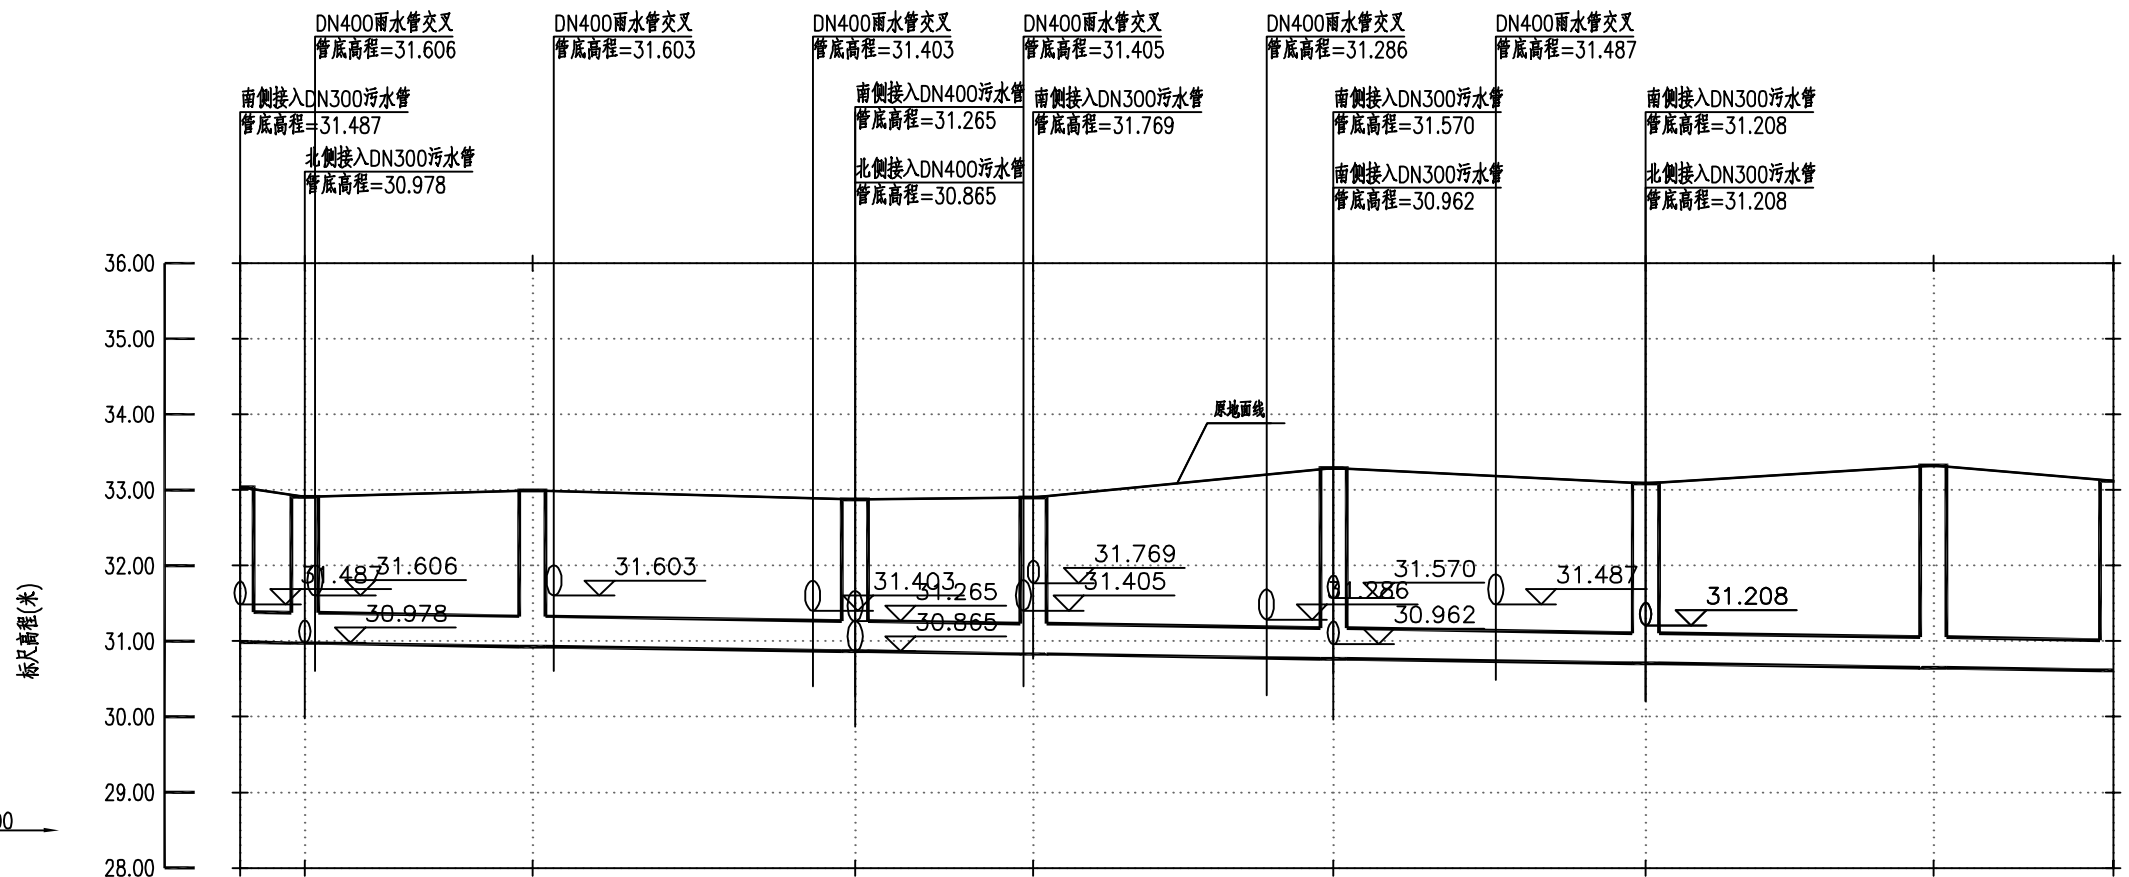 DN400雨水管交叉
管底高程=31.606
DN400雨水管交叉
管底高程=31.603
DN400雨水管交叉
管底高程=31.403
DN400雨水管交叉
管底高程=31.405
DN400雨水管交叉
管底高程=31.286
DN400雨水管交叉
管底高程=31.487
南侧接入DN300污水管
管底高程=31.487
北侧接入DN300污水管
管底高程=30.978
南侧接入DN400污水管
管底高程=31.265
北侧接入DN400污水管
管底高程=30.865
南侧接入DN300污水管
管底高程=31.769
南侧接入DN300污水管
管底高程=31.570
南侧接入DN300污水管
管底高程=30.962
南侧接入DN300污水管
管底高程=31.208
北侧接入DN300污水管
管底高程=31.208
36.00
35.00
34.00
33.00
32.00
31.00
30.00
29.00
28.00
标尺高程(米)
原地面线
31.487
31.606
30.978
31.603
31.403
31.265
30.865
31.769
31.405
31.286
31.570
30.962
31.487
31.208